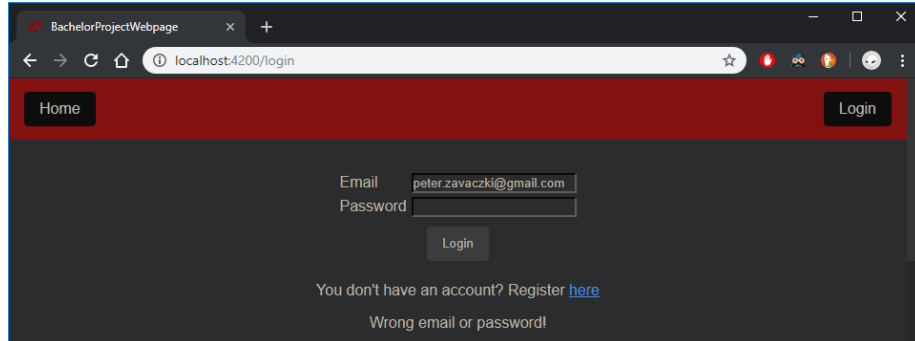 ZP BachelorProjectWebpage
localhost:4200/login
Home Login
Email peter.zavaczki@gmail.com
Password
Login
You don't have an account? Register here
Wrong email or password!